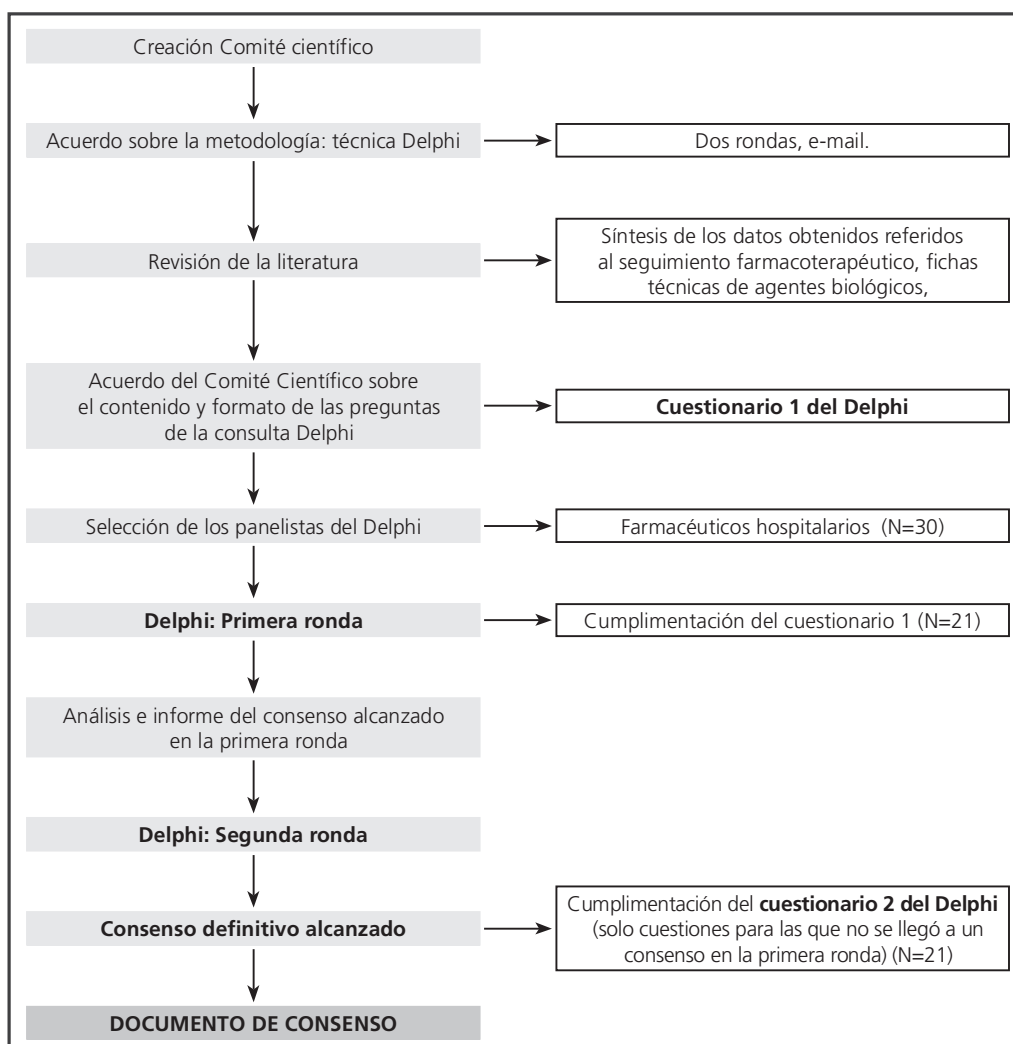 Creación Comité científico
Acuerdo sobre la metodología: técnica Delphi
Dos rondas, e-mail.
Revisión de la literatura
Síntesis de los datos obtenidos referidos
al seguimiento farmacoterapéutico, fichas
técnicas de agentes biológicos,
Acuerdo del Comité Científico sobre
el contenido y formato de las preguntas
de la consulta Delphi
Cuestionario 1 del Delphi
Selección de los panelistas del Delphi
Farmacéuticos hospitalarios (N=30)
Delphi: Primera ronda
Cumplimentación del cuestionario 1 (N=21)
Análisis e informe del consenso alcanzado
en la primera ronda
Delphi: Segunda ronda
Consenso definitivo alcanzado
Cumplimentación del cuestionario 2 del Delphi
(solo cuestiones para las que no se llegó a un
consenso en la primera ronda) (N=21)
DOCUMENTO DE CONSENSO